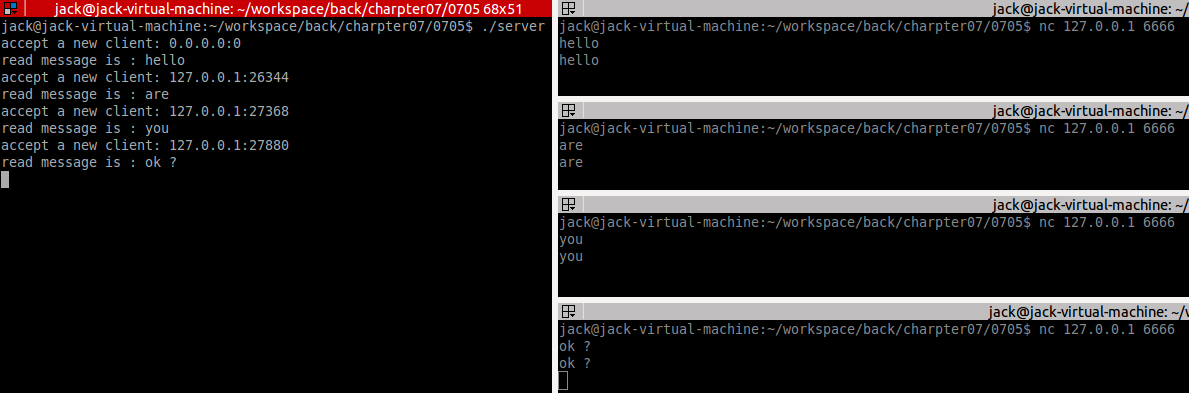 jack@jack-virtual-machine: ~/workspace/back/charpter07/0705 68x51
jack@jack-virtual-machine:~/workspace/back/charpter07/0705$ ./server
accept a new client: 0.0.0.0:0
read message is : hello
accept a new client: 127.0.0.1:26344
read message is : are
accept a new client: 127.0.0.1:27368
read message is : you
accept a new client: 127.0.0.1:27880
read message is : ok ?
jack@jack-virtual-machine: ~/
jack@jack-virtual-machine:~/workspace/back/charpter07/0705$ nc 127.0.0.1 6666
hello
hello
jack@jack-virtual-machine: ~/
jack@jack-virtual-machine:~/workspace/back/charpter07/0705$ nc 127.0.0.1 6666
are
are
jack@jack-virtual-machine: ~/
jack@jack-virtual-machine:~/workspace/back/charpter07/0705$ nc 127.0.0.1 6666
you
you
jack@jack-virtual-machine: ~/w
jack@jack-virtual-machine:~/workspace/back/charpter07/0705$ nc 127.0.0.1 6666
ok ?
ok ?